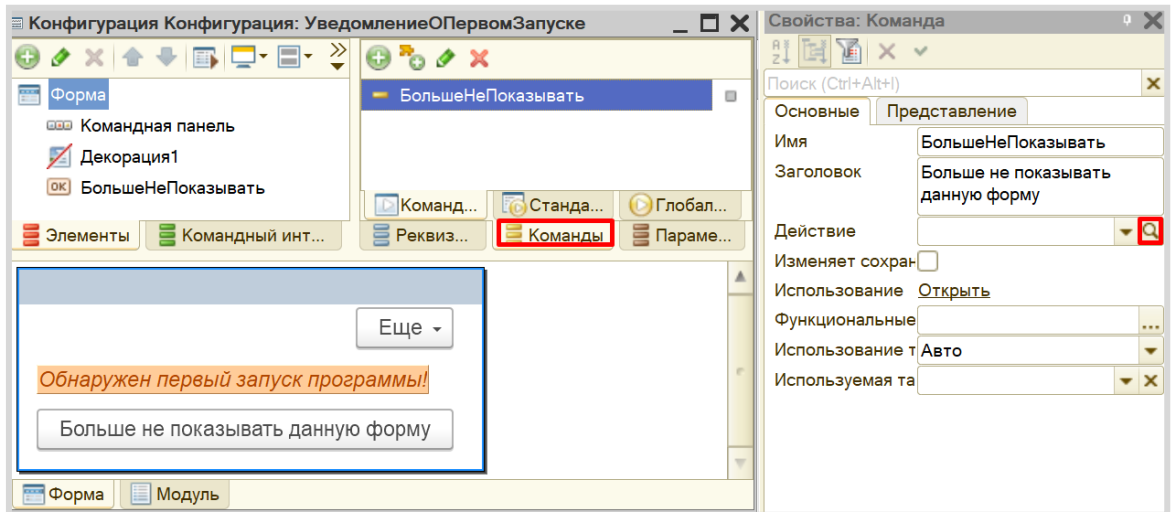 Конфигурация Конфигурация: УведомлениеОПервомЗапуске
Форма
Командная панель
Декорация1
OK БольшеНеПоказывать
Элементы Командный инт...
БольшеНеПоказывать
Команд... Станда... Глобал...
Реквиз... Команды Параме...
Еще
Обнаружен первый запуск программы!
Больше не показывать данную форму
Форма Модуль
Свойства: Команда
Поиск (Ctrl+Alt+I)
Основные Представление
Имя БольшеНеПоказывать
Заголовок Больше не показывать
данную форму
Действие
Изменяет сохран
Использование Открыть
Функциональные ...
Использование т Авто
Используемая та